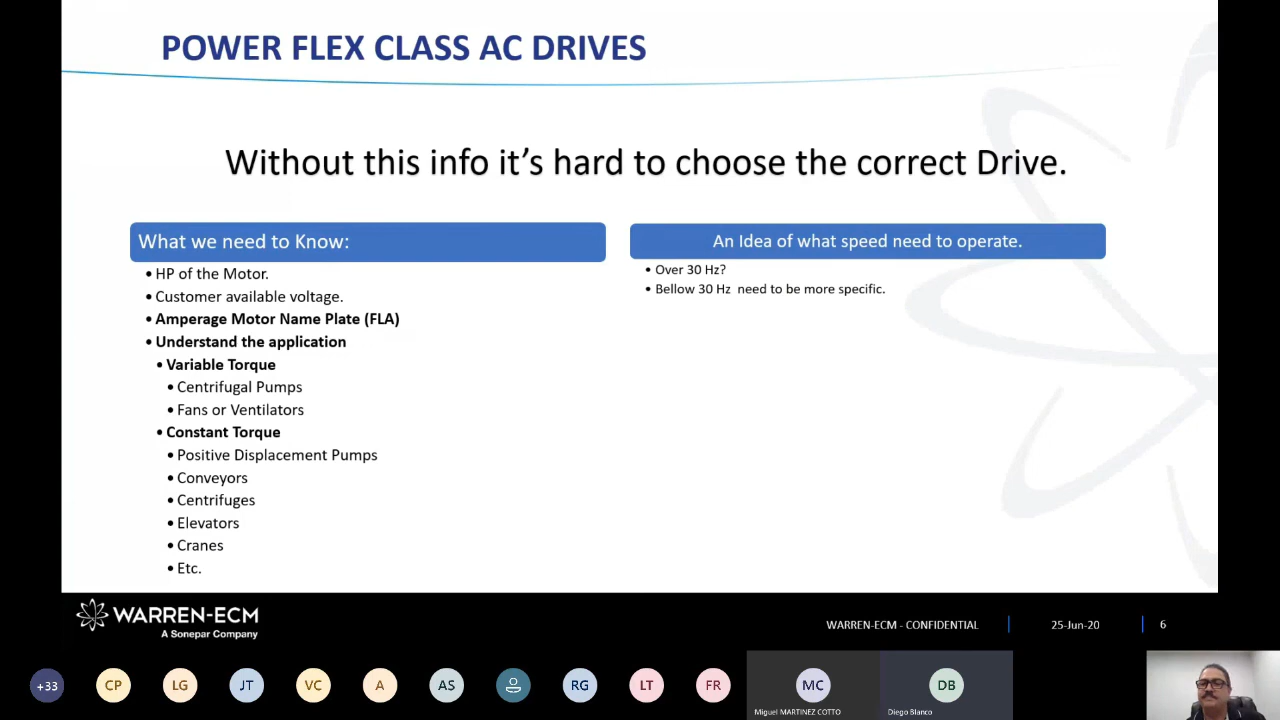 POWER FLEX CLASS AC DRIVES
Without this info it’s hard to choose the correct Drive.
What we need to Know:
• HP of the Motor.
• Customer available voltage.
• Amperage Motor Name Plate (FLA)
• Understand the application
• Variable Torque
• Centrifugal Pumps
• Fans or Ventilators
• Constant Torque
• Positive Displacement Pumps
• Conveyors
• Centrifuges
• Elevators
• Cranes
• Etc.
An Idea of what speed need to operate.
• Over 30 Hz?
• Bellow 30 Hz need to be more specific.
WARREN-ECM
A Sonepar Company
WARREN-ECM - CONFIDENTIAL
25-Jun-20
6
+33
CP
LG
JT
VC
A
AS
RG
LT
FR
MC
Miguel MARTINEZ COTTO
DB
Diego Blanco